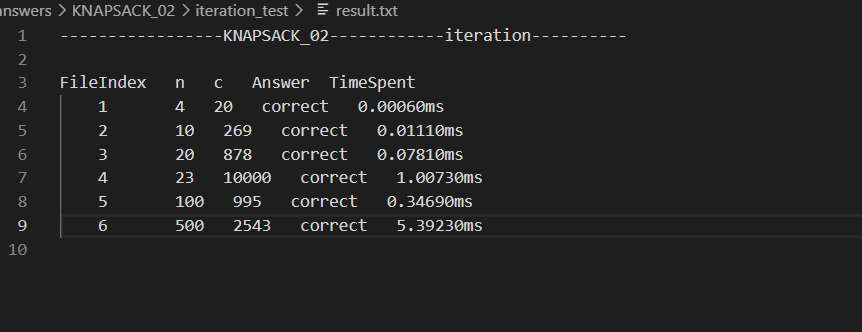 answers > KNAPSACK_02 > iteration_test > result.txt
1 -----------------KNAPSACK_02------------iteration----------
2
3 FileIndex n c Answer TimeSpent
4 1 4 20 correct 0.00060ms
5 2 10 269 correct 0.01110ms
6 3 20 878 correct 0.07810ms
7 4 23 10000 correct 1.00730ms
8 5 100 995 correct 0.34690ms
9 6 500 2543 correct 5.39230ms
10